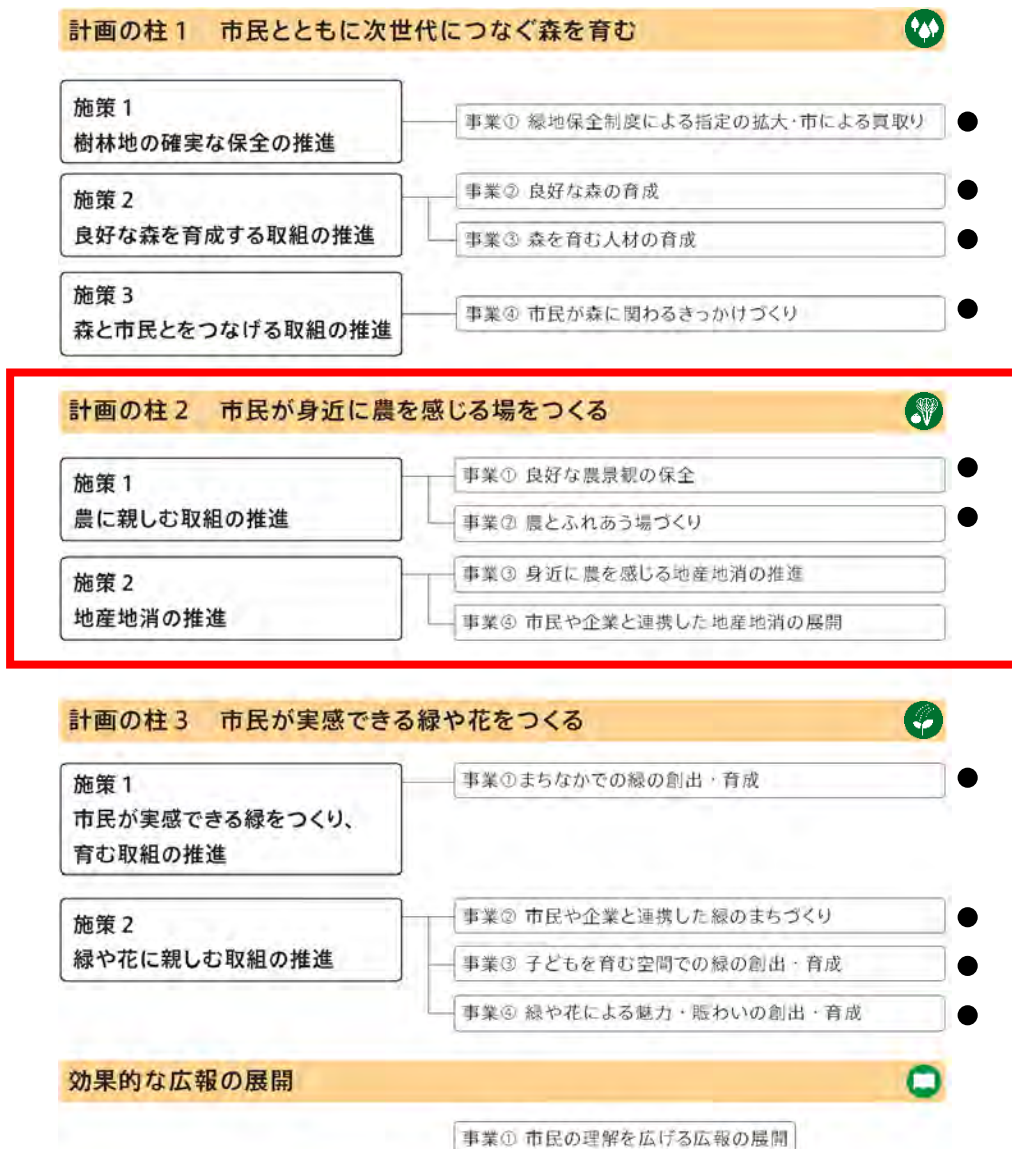 計画の柱1 市民とともに次世代につなぐ森を育む
施策1
樹林地の確実な保全の推進
事業① 緑地保全制度による指定の拡大・市による買取り
施策2
良好な森を育成する取組の推進
事業② 良好な森の育成
事業③ 森を育む人材の育成
施策3
森と市民とをつなげる取組の推進
事業④ 市民が森に関わるきっかけづくり
計画の柱2 市民が身近に農を感じる場をつくる
施策1
農に親しむ取組の推進
事業① 良好な農景観の保全
事業② 農とふれあう場づくり
施策2
地産地消の推進
事業③ 身近に農を感じる地産地消の推進
事業④ 市民や企業と連携した地産地消の展開
計画の柱3 市民が実感できる緑や花をつくる
施策1
市民が実感できる緑をつくり、
育む取組の推進
事業①まちなかでの緑の創出・育成
施策2
緑や花に親しむ取組の推進
事業② 市民や企業と連携した緑のまちづくり
事業③ 子どもを育む空間での緑の創出・育成
事業④ 緑や花による魅力・賑わいの創出・育成
効果的な広報の展開
事業① 市民の理解を広げる広報の展開